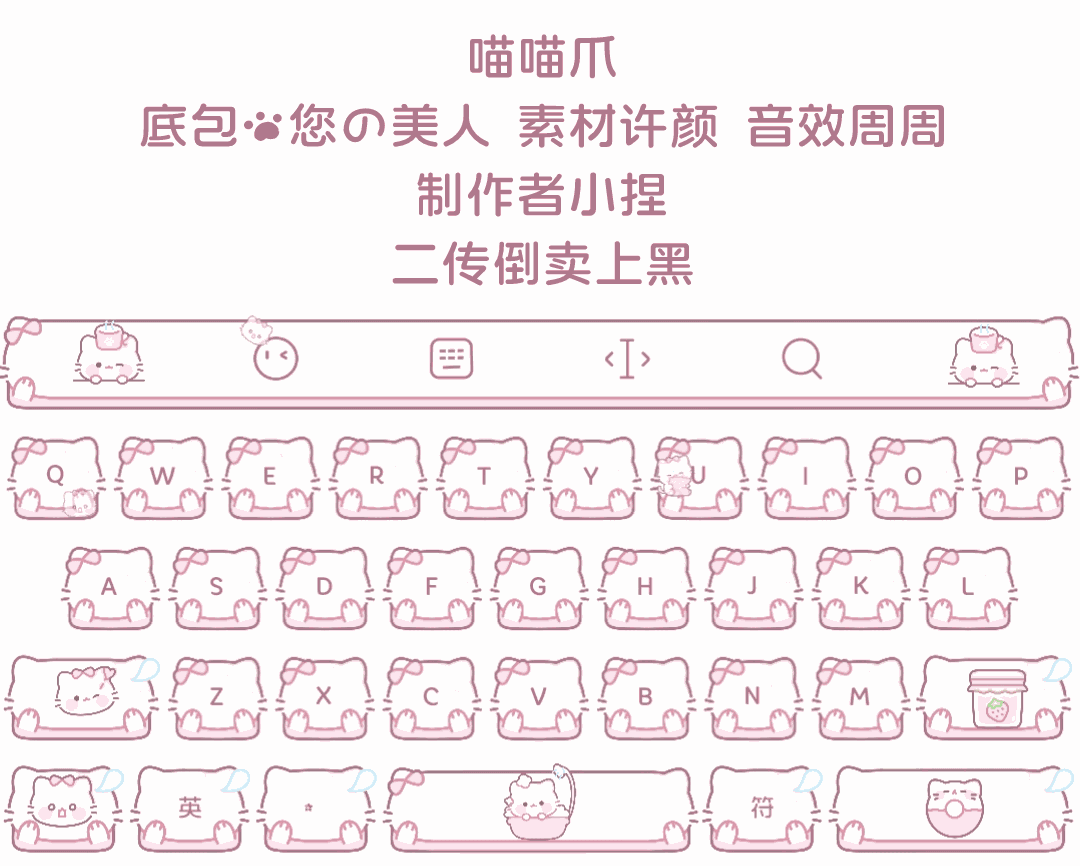 喵喵爪
底包🐾您の美人 素材许颜 音效周周
制作者小捏
二传倒卖上黑
Q W E R T Y U I O P
A S D F G H J K L
Z X C V B N M
英 符